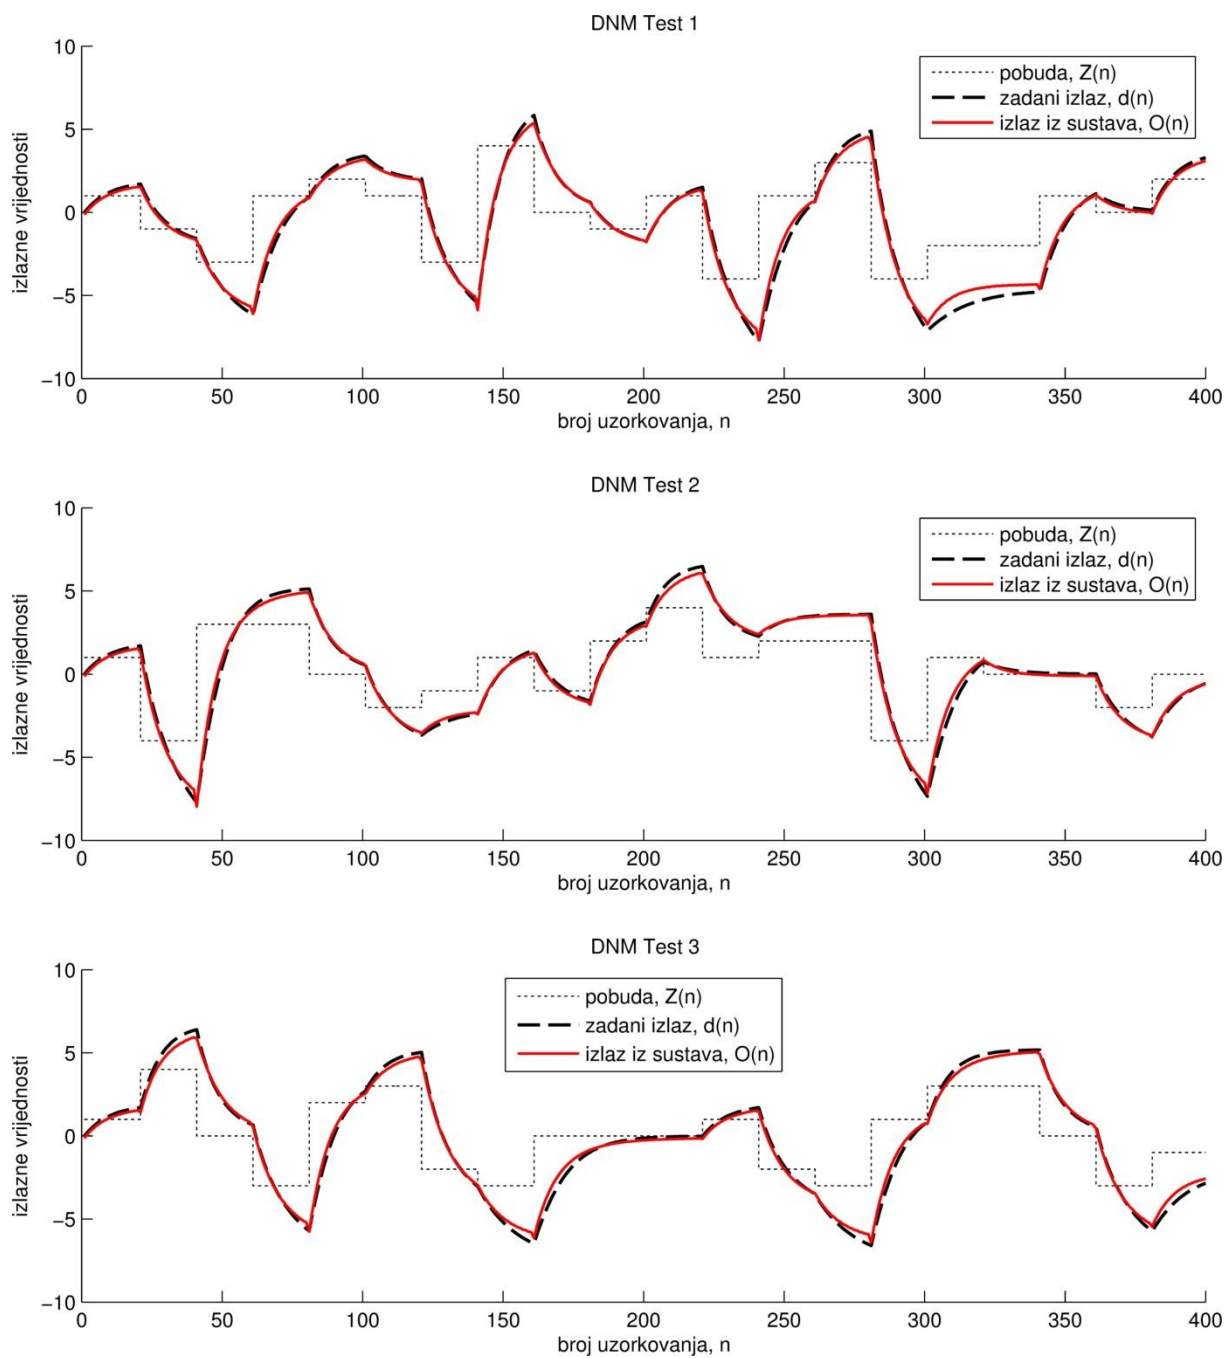 DNM Test 1
pobuda, Z(n)
zadani izlaz, d(n)
izlaz iz sustava, O(n)
izlazne vrijednosti
10
5
0
−5
−10
0 50 100 150 200 250 300 350 400
broj uzorkovanja, n
DNM Test 2
pobuda, Z(n)
zadani izlaz, d(n)
izlaz iz sustava, O(n)
izlazne vrijednosti
10
5
0
−5
−10
0 50 100 150 200 250 300 350 400
broj uzorkovanja, n
DNM Test 3
pobuda, Z(n)
zadani izlaz, d(n)
izlaz iz sustava, O(n)
izlazne vrijednosti
10
5
0
−5
−10
0 50 100 150 200 250 300 350 400
broj uzorkovanja, n